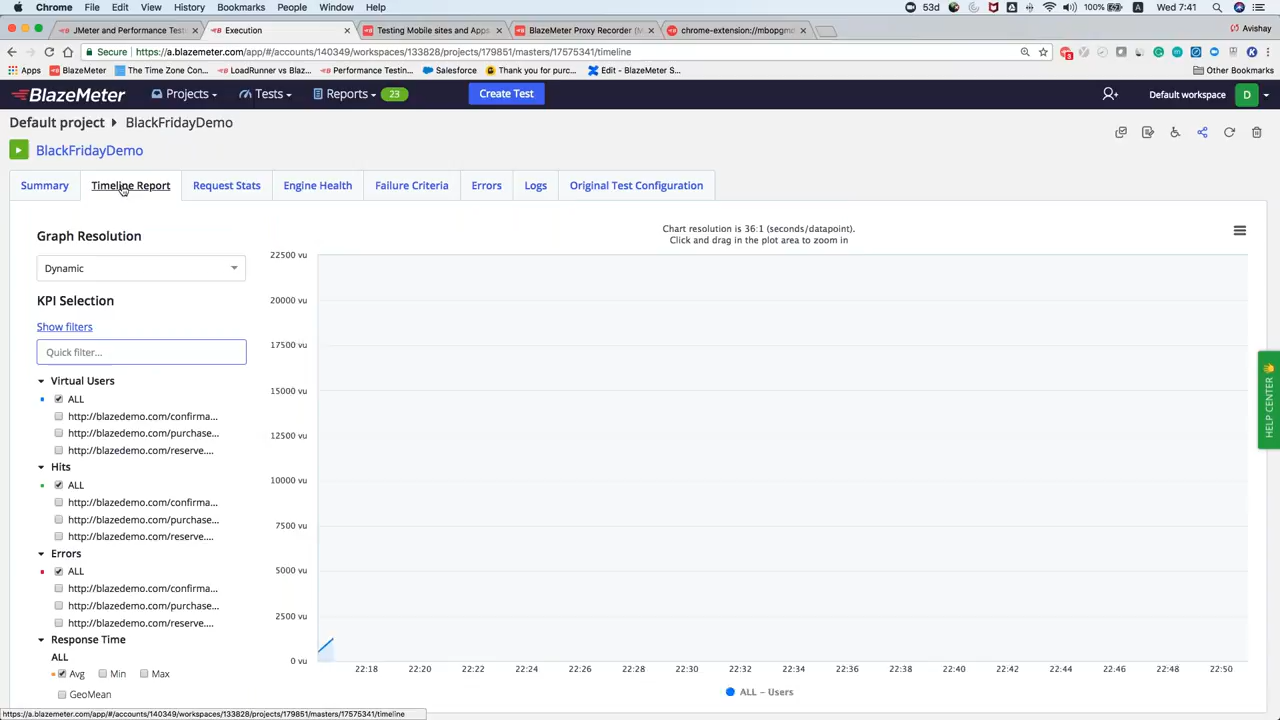 Chrome File Edit View History Bookmarks People Window Help 53d 100% Wed 7:41
JMeter and Performance Tests Execution Testing Mobile sites and Apps BlazeMeter Proxy Recorder (M chrome-extension://mbopgmd Avishay
Secure https://a.blazemeter.com/app/#/accounts/140349/workspaces/133828/projects/179851/masters/17575341/timeline
Apps BlazeMeter The Time Zone Con... LoadRunner vs Blaz... Performance Testin... Salesforce Thank you for purc... Edit - BlazeMeter S... Other Bookmarks
BlazeMeter Projects Tests Reports 23 Create Test Default workspace D
Default project BlackFridayDemo
BlackFridayDemo
Summary Timeline Report Request Stats Engine Health Failure Criteria Errors Logs Original Test Configuration
Graph Resolution
Dynamic
KPI Selection
Show filters
Quick filter...
Virtual Users
ALL
http://blazedemo.com/confirma...
http://blazedemo.com/purchase...
http://blazedemo.com/reserve....
Hits
ALL
http://blazedemo.com/confirma...
http://blazedemo.com/purchase...
http://blazedemo.com/reserve....
Errors
ALL
http://blazedemo.com/confirma...
http://blazedemo.com/purchase...
http://blazedemo.com/reserve....
Response Time
ALL
Avg Min Max
GeoMean
Chart resolution is 36:1 (seconds/datapoint).
Click and drag in the plot area to zoom in
22500 vu
20000 vu
17500 vu
15000 vu
12500 vu
10000 vu
7500 vu
5000 vu
2500 vu
0 vu
22:18 22:20 22:22 22:24 22:26 22:28 22:30 22:32 22:34 22:36 22:38 22:40 22:42 22:44 22:46 22:48 22:50
ALL – Users
HELP CENTER
https://a.blazemeter.com/app/#/accounts/140349/workspaces/133828/projects/179851/masters/17575341/timeline